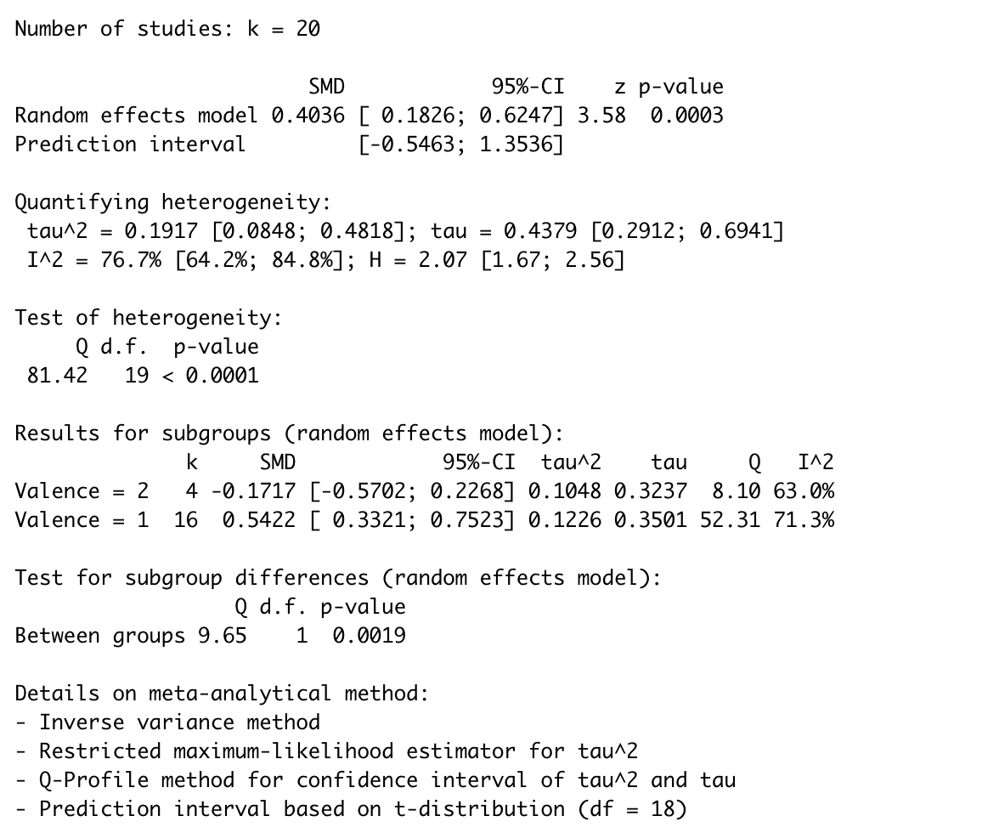 Number of studies: k = 20
                        SMD            95%-CI    z p-value
Random effects model 0.4036 [ 0.1826; 0.6247] 3.58  0.0003
Prediction interval         [-0.5463; 1.3536]
Quantifying heterogeneity:
 tau^2 = 0.1917 [0.0848; 0.4818]; tau = 0.4379 [0.2912; 0.6941]
 I^2 = 76.7% [64.2%; 84.8%]; H = 2.07 [1.67; 2.56]
Test of heterogeneity:
     Q d.f.  p-value
 81.42   19 < 0.0001
Results for subgroups (random effects model):
              k     SMD            95%-CI  tau^2    tau     Q   I^2
Valence = 2   4 -0.1717 [-0.5702; 0.2268] 0.1048 0.3237  8.10 63.0%
Valence = 1  16  0.5422 [ 0.3321; 0.7523] 0.1226 0.3501 52.31 71.3%
Test for subgroup differences (random effects model):
                  Q d.f. p-value
Between groups 9.65    1  0.0019
Details on meta-analytical method:
- Inverse variance method
- Restricted maximum-likelihood estimator for tau^2
- Q-Profile method for confidence interval of tau^2 and tau
- Prediction interval based on t-distribution (df = 18)